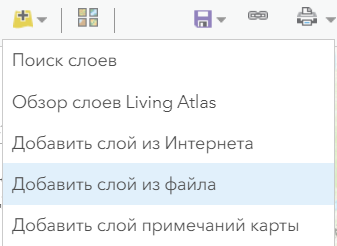 Поиск слоев
Обзор слоев Living Atlas
Добавить слой из Интернета
Добавить слой из файла
Добавить слой примечаний карты